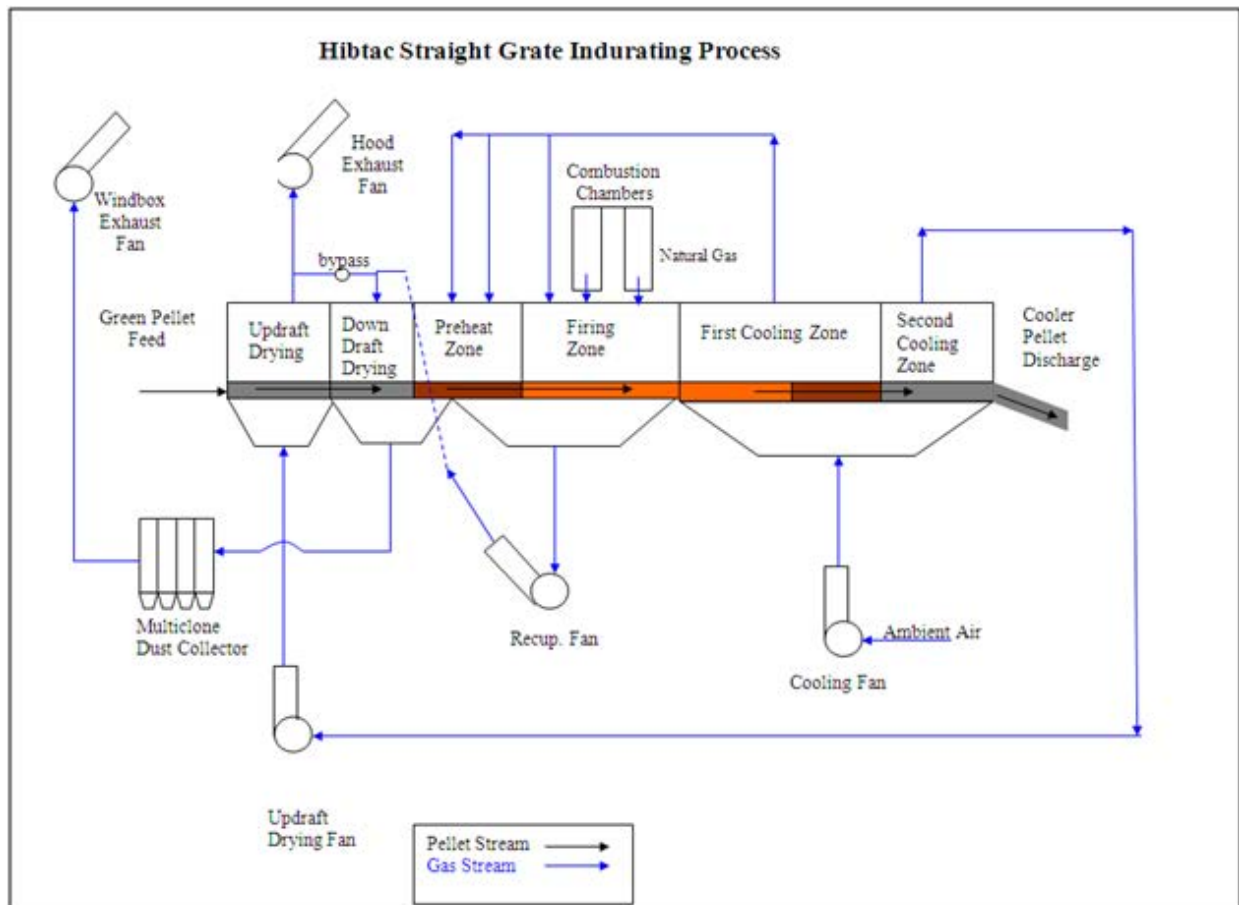 Hibtac Straight Grate Indurating Process
Windbox
Exhaust
Fan
Hood
Exhaust
Fan
Combustion
Chambers
Natural Gas
bypass
Green Pellet
Feed
Updraft
Drying
Down
Draft
Drying
Preheat
Zone
Firing
Zone
First Cooling Zone
Second
Cooling
Zone
Cooler
Pellet
Discharge
Multiclone
Dust Collector
Recup. Fan
Ambient Air
Cooling Fan
Updraft
Drying Fan
Pellet Stream
Gas Stream